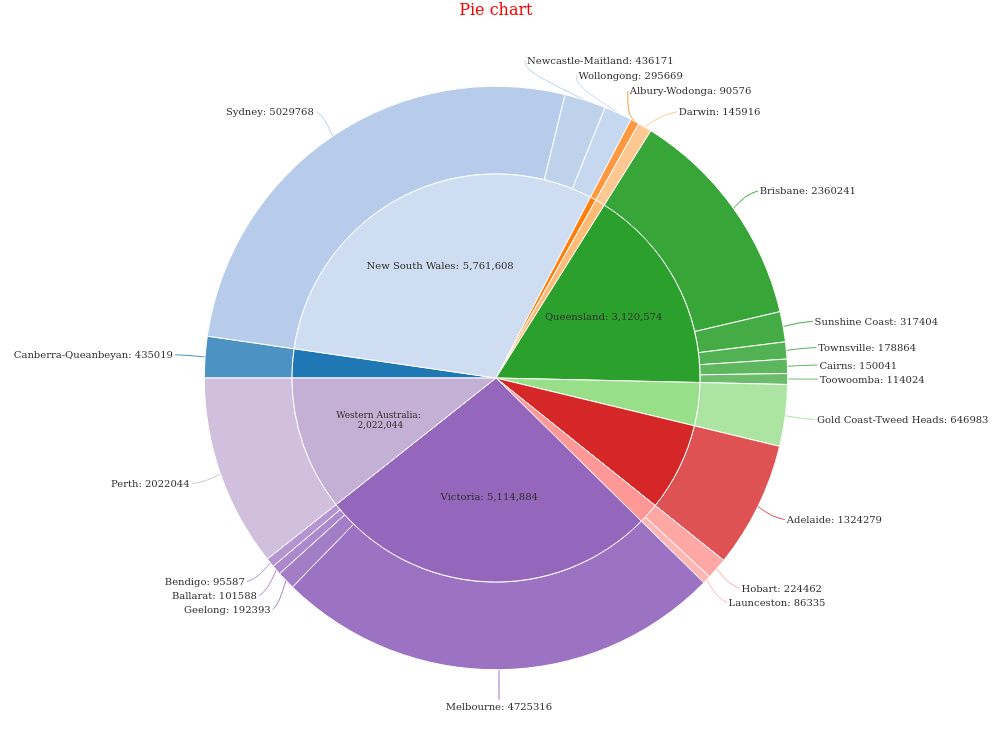 Pie chart
Newcastle-Maitland: 436171
Wollongong: 295669
Albury-Wodonga: 90576
Sydney: 5029768
Darwin: 145916
Brisbane: 2360241
New South Wales: 5,761,608
Queensland: 3,120,574
Sunshine Coast: 317404
Townsville: 178864
Canberra-Queanbeyan: 435019
Cairns: 150041
Toowoomba: 114024
Western Australia:
2,022,044
Gold Coast-Tweed Heads: 646983
Perth: 2022044
Victoria: 5,114,884
Adelaide: 1324279
Bendigo: 95587
Hobart: 224462
Ballarat: 101588
Launceston: 86335
Geelong: 192393
Melbourne: 4725316